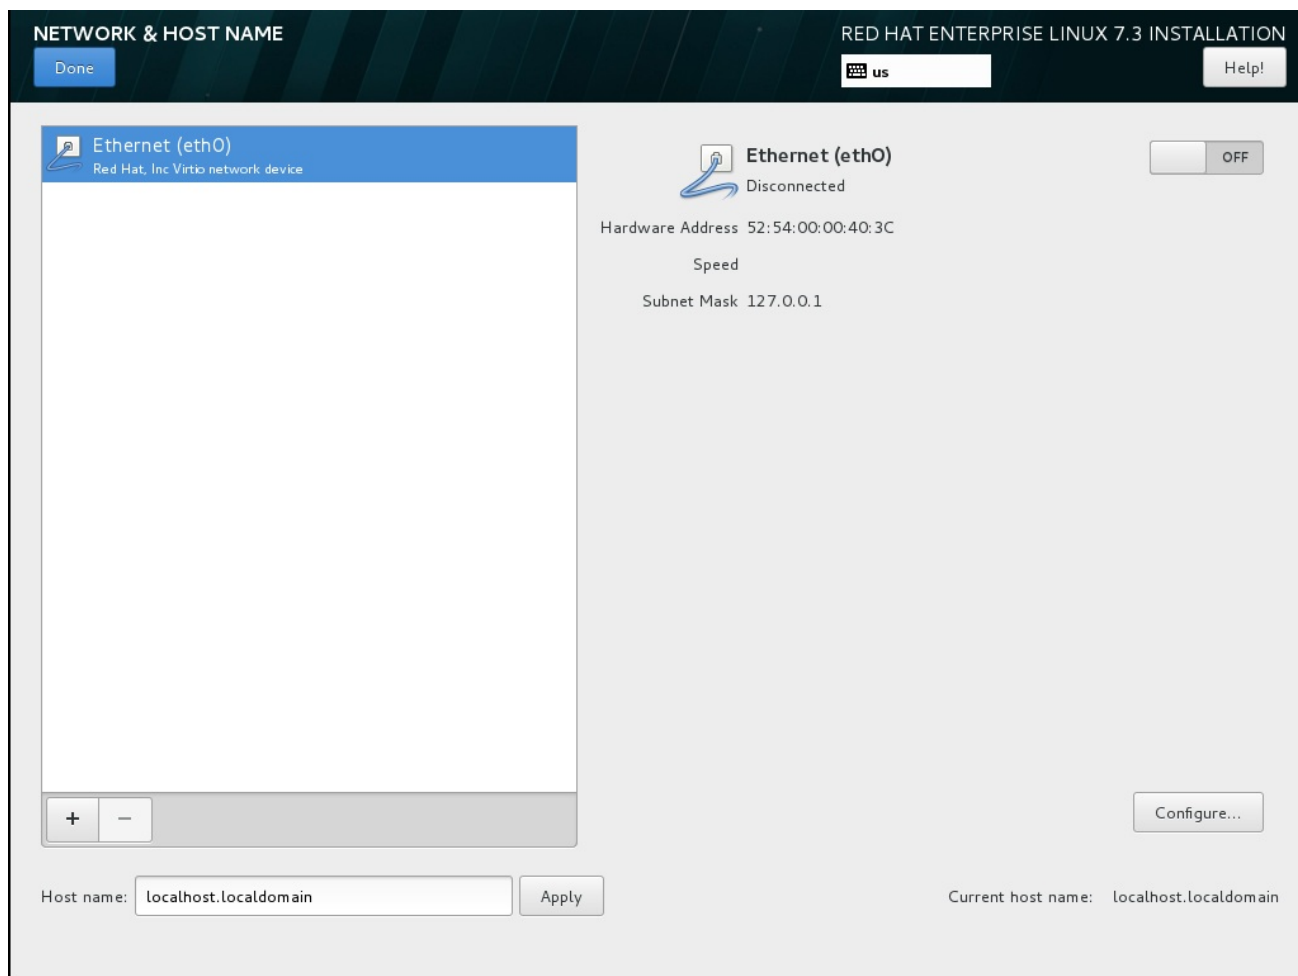 NETWORK & HOST NAME
RED HAT ENTERPRISE LINUX 7.3 INSTALLATION
Done
us
Help!
Ethernet (eth0)
Red Hat, Inc Virtio network device
Ethernet (eth0)
OFF
Disconnected
Hardware Address 52:54:00:00:40:3C
Speed
Subnet Mask 127.0.0.1
+ −
Configure...
Host name: localhost.localdomain Apply
Current host name: localhost.localdomain